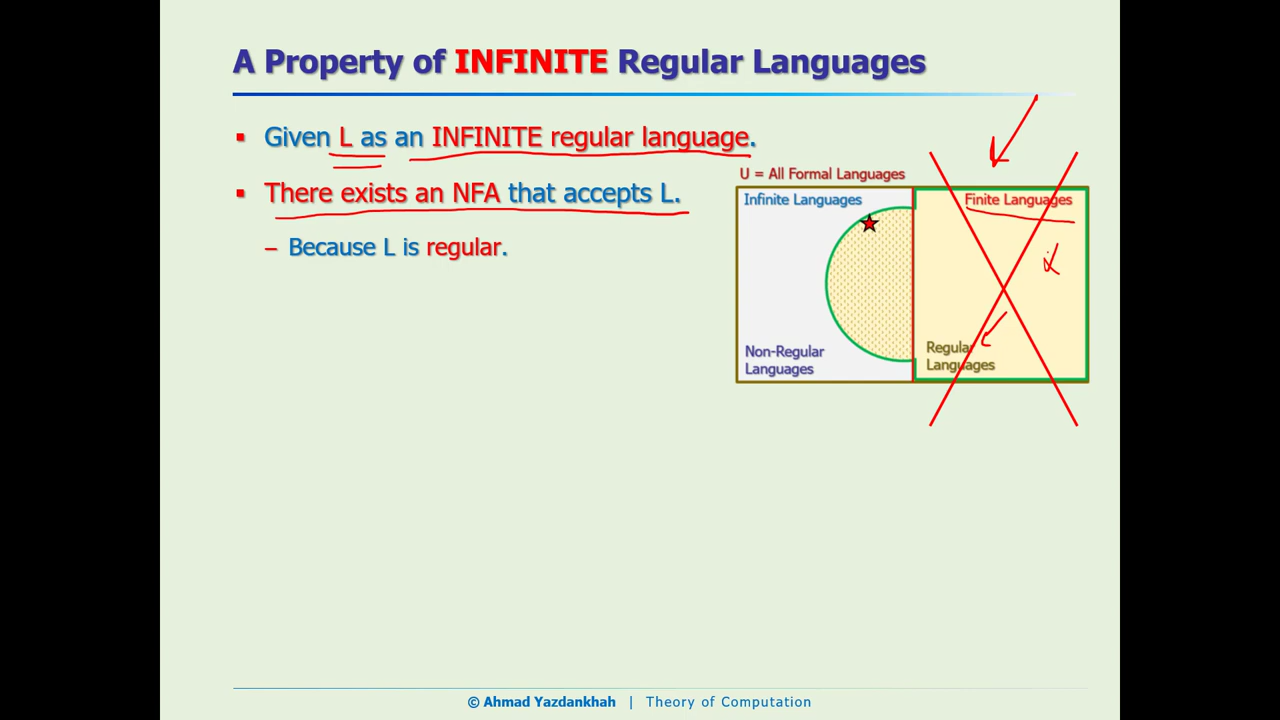 A Property of INFINITE Regular Languages
▪ Given L as an INFINITE regular language.
▪ There exists an NFA that accepts L.
– Because L is regular.
U = All Formal Languages
Infinite Languages
Finite Languages
Non-Regular
Languages
Regular
Languages
© Ahmad Yazdankhah | Theory of Computation